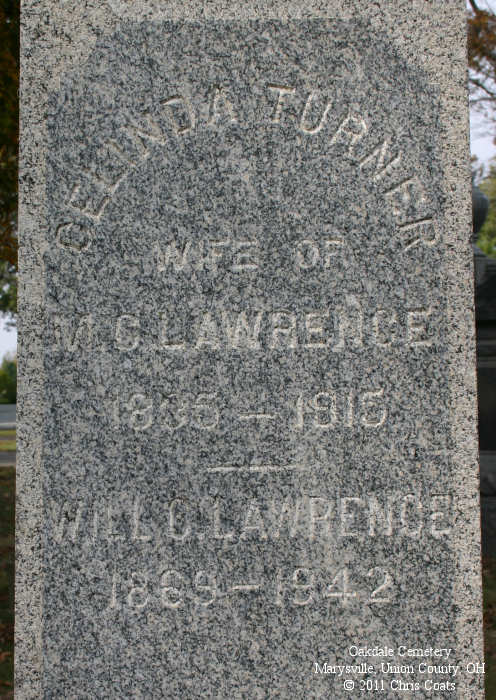 CELINDA TURNER
WIFE OF
M. C. LAWRENCE
1835 — 1915
WILL C. LAWRENCE
1869 — 1942
Oakdale Cemetery
Marysville, Union County, OH
© 2011 Chris Coats